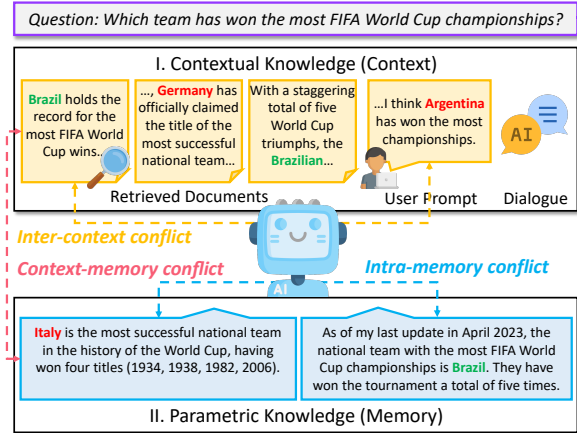 Question: Which team has won the most FIFA World Cup championships?
I. Contextual Knowledge (Context)
Brazil holds the
record for the
most FIFA World
Cup wins...
..., Germany has
officially claimed
the title of the
most successful
national team...
With a staggering
total of five
World Cup
triumphs, the
Brazilian...
...I think Argentina
has won the most
championships.
AI
Retrieved Documents
User Prompt
Dialogue
Inter-context conflict
Context-memory conflict
Intra-memory conflict
AI
Italy is the most successful national team
in the history of the World Cup, having
won four titles (1934, 1938, 1982, 2006).
As of my last update in April 2023, the
national team with the most FIFA World
Cup championships is Brazil. They have
won the tournament a total of five times.
II. Parametric Knowledge (Memory)